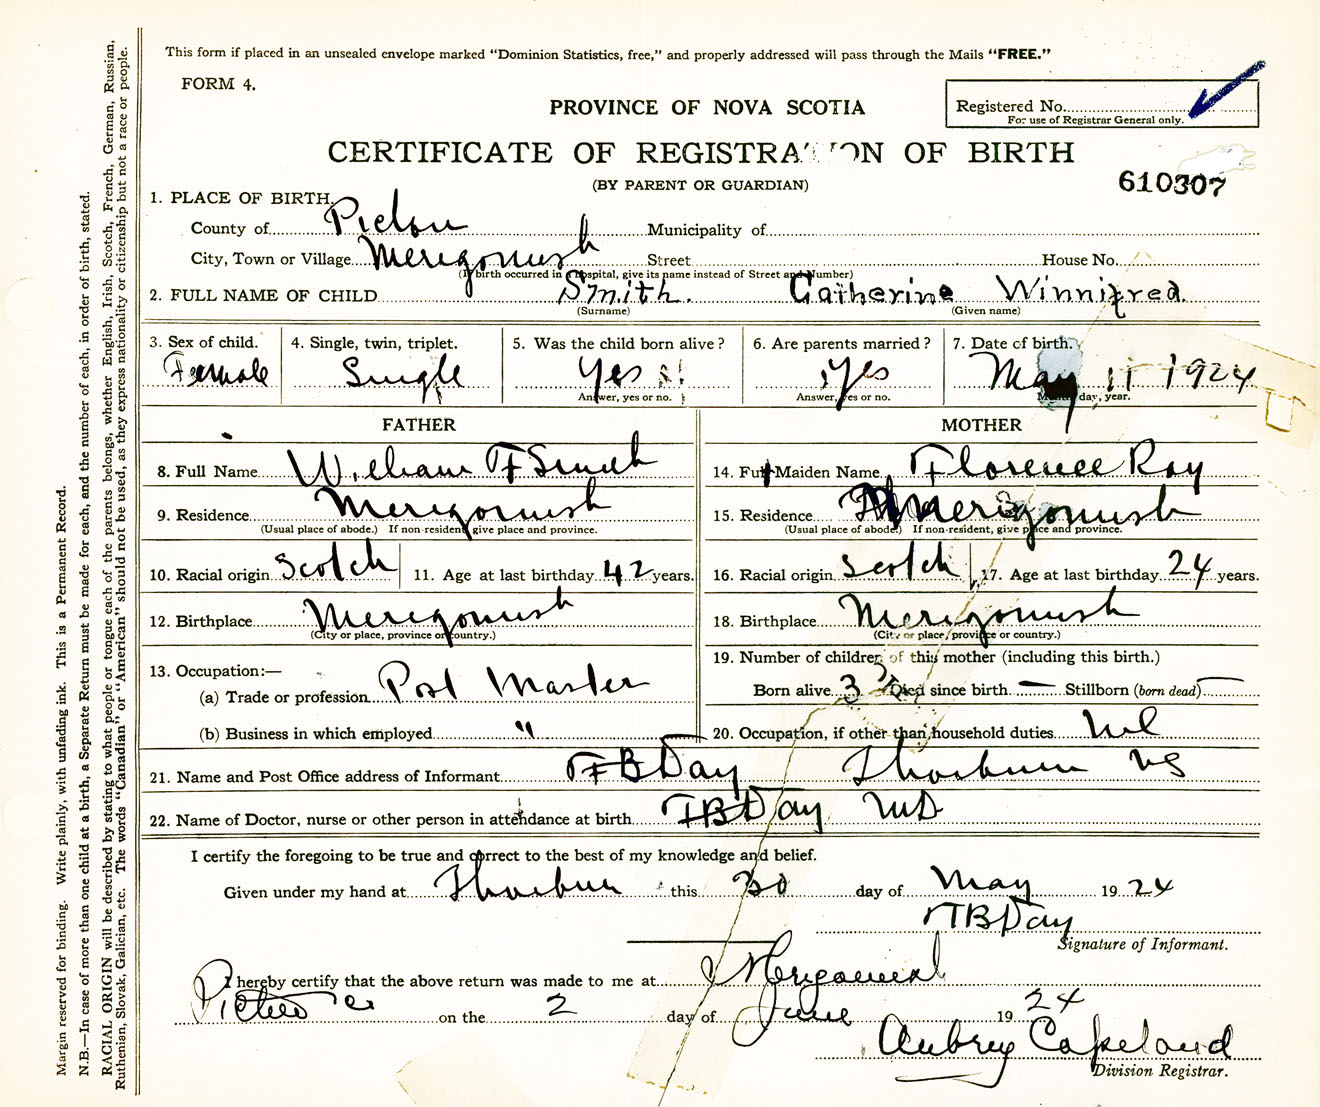 This form if placed in an unsealed envelope marked "Dominion Statistics, free," and properly addressed will pass through the Mails "FREE."
FORM 4.
PROVINCE OF NOVA SCOTIA
Registered No.
For use of Registrar General only.
CERTIFICATE OF REGISTRATION OF BIRTH
(BY PARENT OR GUARDIAN)
610307
1. PLACE OF BIRTH.
County of Pictou Municipality of
City, Town or Village Merigomish Street House No.
(If birth occurred in hospital, give its name instead of Street and Number)
2. FULL NAME OF CHILD Smith. Catherine Winnifred.
(Surname) (Given name)
3. Sex of child. 4. Single, twin, triplet. 5. Was the child born alive? 6. Are parents married? 7. Date of birth.
Female Single Yes Yes May 11 1924
Answer, yes or no. Answer, yes or no. Month, day, year.
FATHER MOTHER
8. Full Name William F Smith 14. Full Maiden Name Florence Roy
9. Residence Merigomish 15. Residence Merigomish
(Usual place of abode.) If non-resident, give place and province. (Usual place of abode.) If non-resident, give place and province.
10. Racial origin Scotch 11. Age at last birthday 42 years. 16. Racial origin Scotch 17. Age at last birthday 24 years.
12. Birthplace Merigomish 18. Birthplace Merigomish
(City or place, province or country.) (City or place, province or country.)
13. Occupation:— 19. Number of children of this mother (including this birth.)
(a) Trade or profession Post Master Born alive 3 Died since birth — Stillborn (born dead) —
(b) Business in which employed " 20. Occupation, if other than household duties Nil
21. Name and Post Office address of Informant F B Day Thorburn NS
22. Name of Doctor, nurse or other person in attendance at birth F B Day MD
I certify the foregoing to be true and correct to the best of my knowledge and belief.
Given under my hand at Thorburn this 30 day of May 1924
F B Day
Signature of Informant.
I hereby certify that the above return was made to me at Merigomish
Pictou Co on the 2 day of June 1924
Aubrey Copeland
Division Registrar.
Margin reserved for binding. Write plainly, with unfading ink. This is a Permanent Record.
N.B.—In case of more than one child at a birth, a Separate Return must be made for each, and the number of each, in order of birth, stated.
RACIAL ORIGIN will be described by stating to what people or tongue each of the parents belongs, whether English, Irish, Scotch, French, German, Russian,
Ruthenian, Slovak, Galician, etc. The words "Canadian" or "American" should not be used, as they express nationality or citizenship but not a race or people.